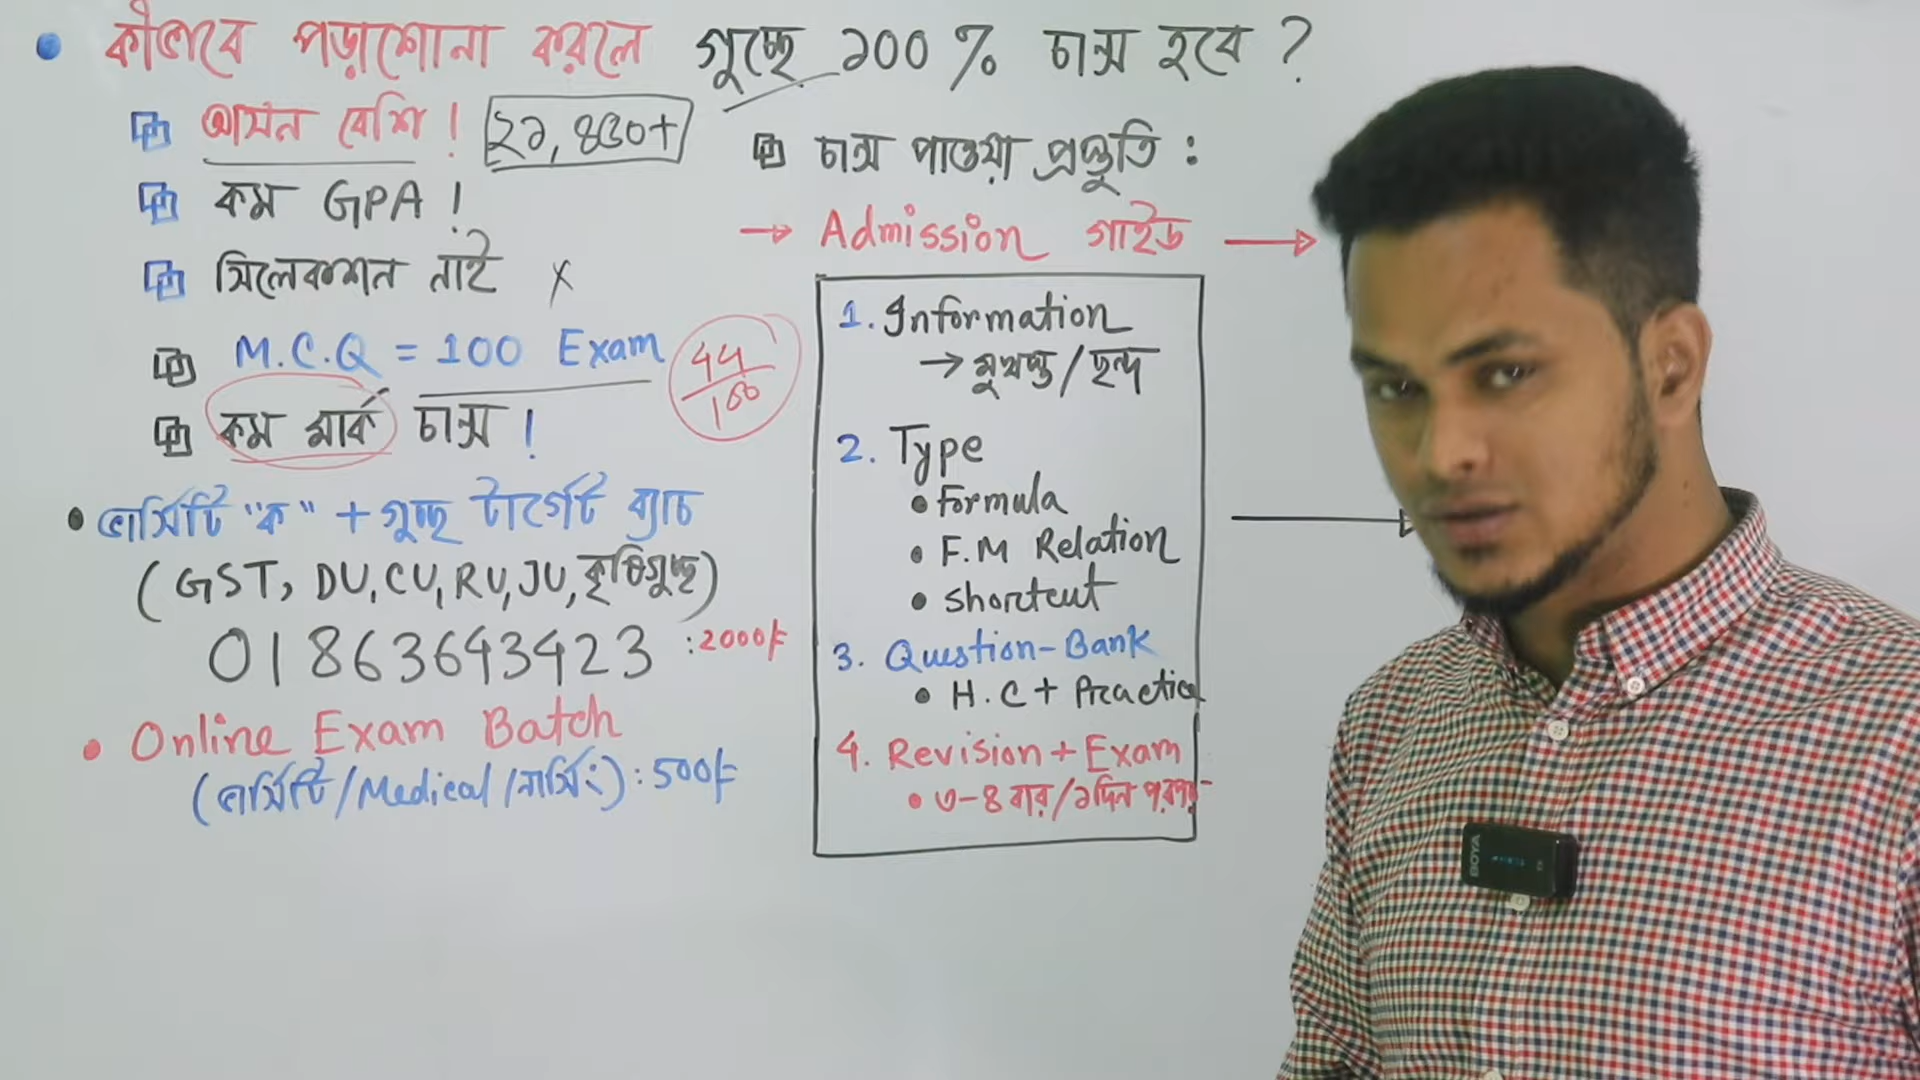 • কীভাবে পড়াশোনা করলে গুচ্ছে ১০০% চান্স হবে ?
আসন বেশি ! ২১,৪৩০+
কম GPA !
সিলেকশন নাই ×
M.C.Q = 100 Exam 44/100
কম মার্ক চান্স !
• ভার্সিটি "ক" + গুচ্ছ টার্গেট ব্যাচ
(GST, DU, CU, RU, JU, কৃষিগুচ্ছ)
01863643423 :2000৳
• Online Exam Batch
(ভার্সিটি/Medical/নার্সিং) : 500৳
চান্স পাওয়া প্রস্তুতি :
→ Admission গাইড →
1. Information
→ মুখস্ত/ছন্দ
2. Type
• Formula
• F.M Relation
• Shortcut
3. Question-Bank
• H.C + Practice
4. Revision + Exam
• ৩-৪ বার/১দিন পরপর
BOYA